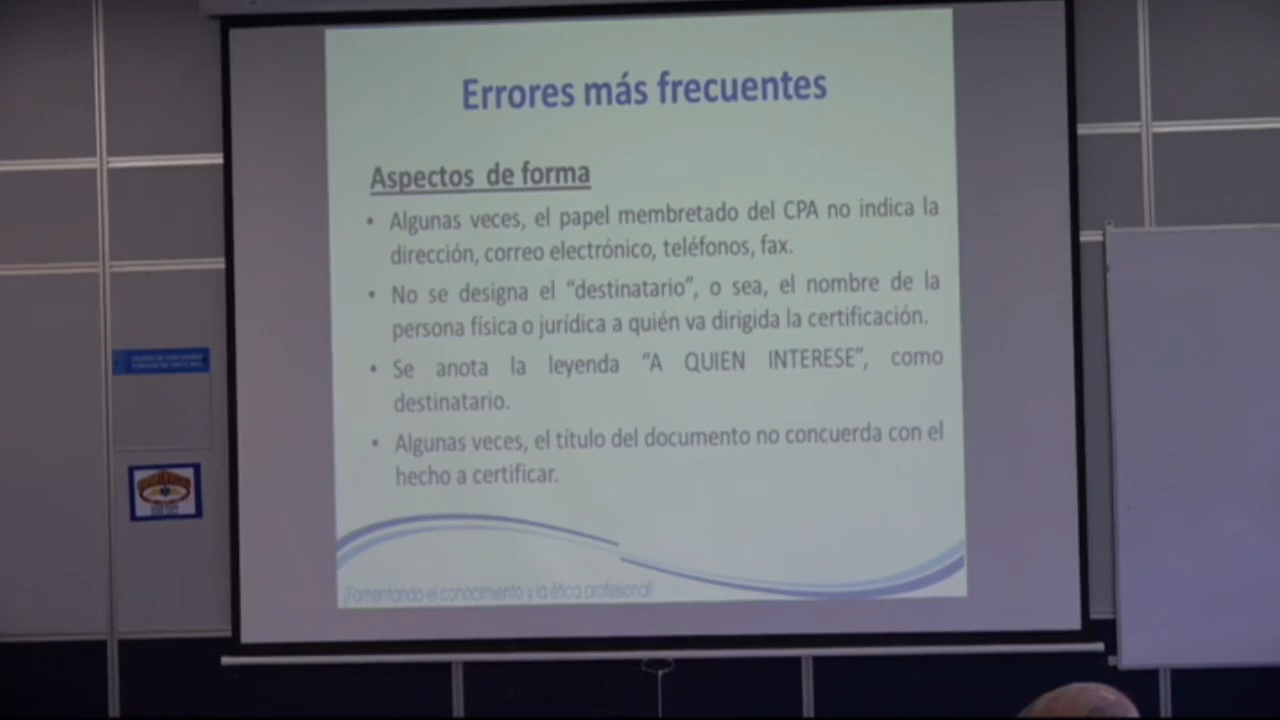 Errores más frecuentes
Aspectos de forma
• Algunas veces, el papel membretado del CPA no indica la
dirección, correo electrónico, teléfonos, fax.
• No se designa el “destinatario”, o sea, el nombre de la
persona física o jurídica a quién va dirigida la certificación.
• Se anota la leyenda “A QUIEN INTERESE”, como
destinatario.
• Algunas veces, el título del documento no concuerda con el
hecho a certificar.
¡Fomentando el conocimiento y la ética profesional!